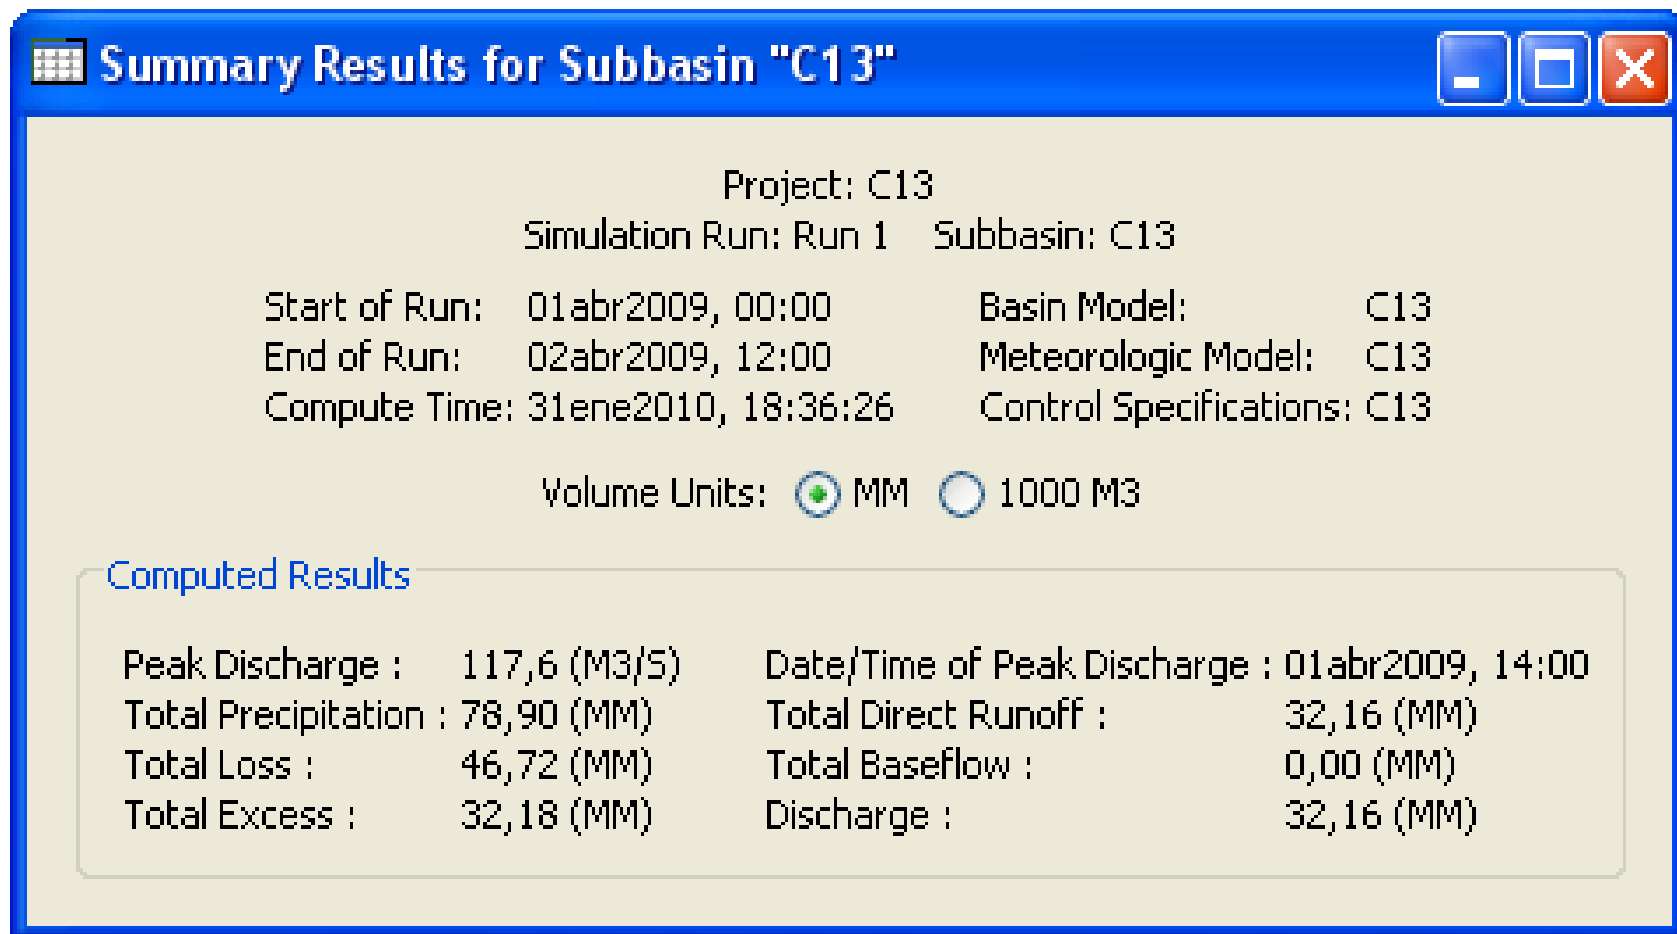 Summary Results for Subbasin "C13"
Project: C13
Simulation Run: Run 1 Subbasin: C13
Start of Run: 01abr2009, 00:00 Basin Model: C13
End of Run: 02abr2009, 12:00 Meteorologic Model: C13
Compute Time: 31ene2010, 18:36:26 Control Specifications: C13
Volume Units: MM 1000 M3
Computed Results
Peak Discharge : 117,6 (M3/S) Date/Time of Peak Discharge : 01abr2009, 14:00
Total Precipitation : 78,90 (MM) Total Direct Runoff : 32,16 (MM)
Total Loss : 46,72 (MM) Total Baseflow : 0,00 (MM)
Total Excess : 32,18 (MM) Discharge : 32,16 (MM)